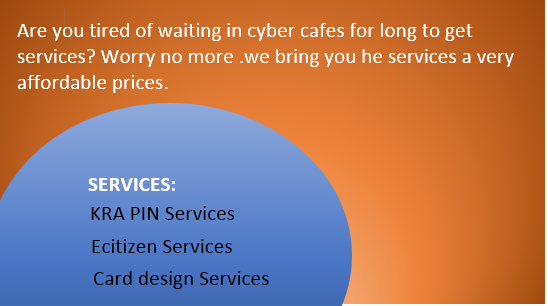 Are you tired of waiting in cyber cafes for long to get
services? Worry no more .we bring you he services a very
affordable prices.
SERVICES:
KRA PIN Services
Ecitizen Services
Card design Services